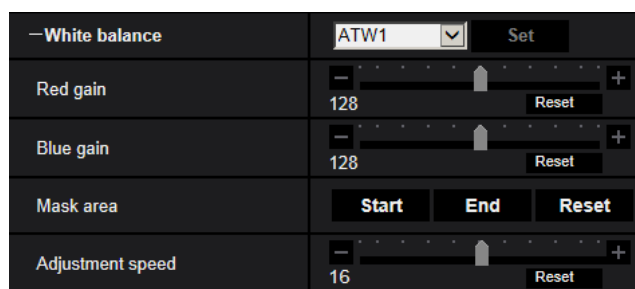 —White balance ATW1 Set
Red gain − +
128 Reset
Blue gain − +
128 Reset
Mask area Start End Reset
Adjustment speed − +
16 Reset